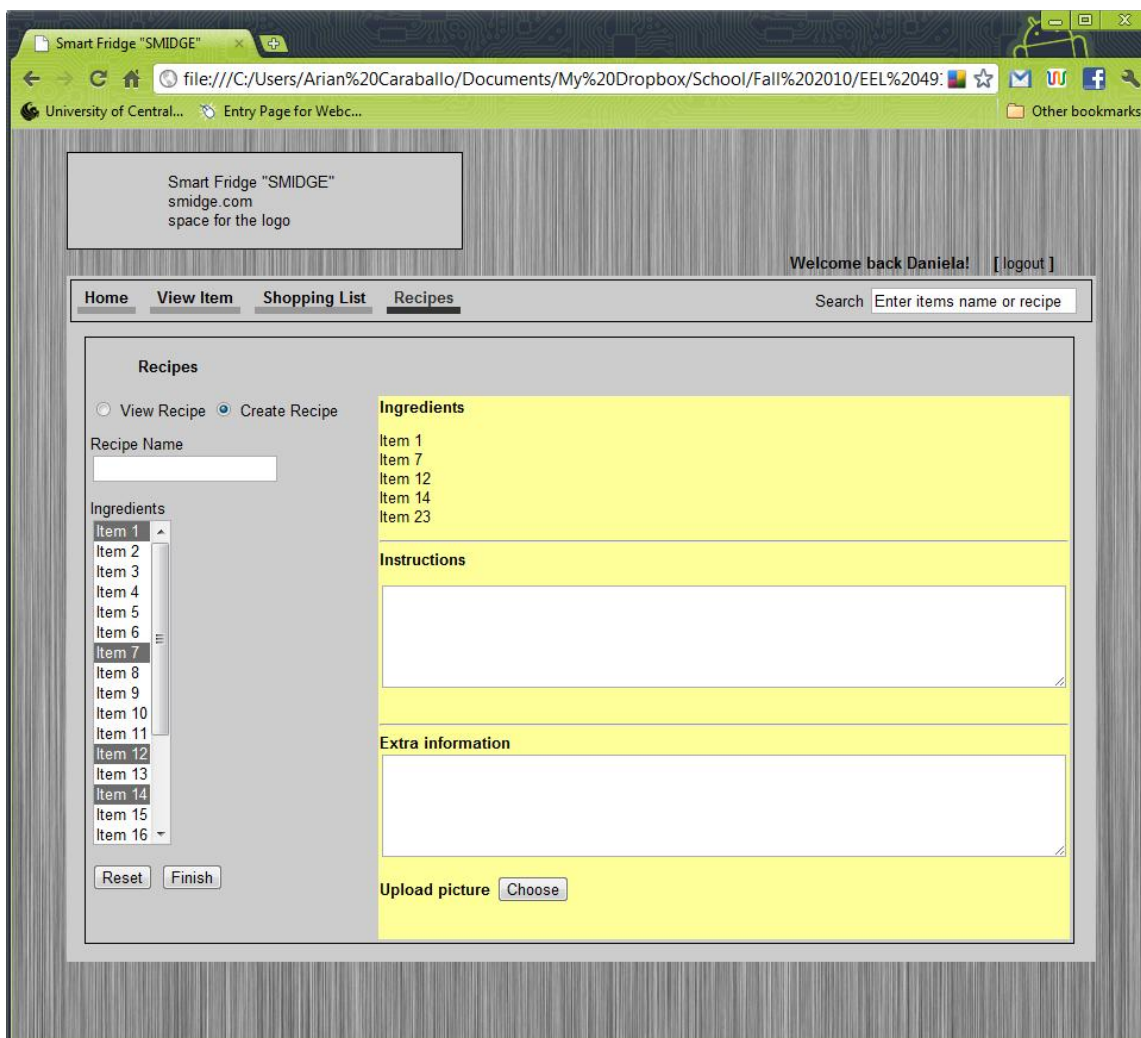 Smart Fridge "SMIDGE"
file:///C:/Users/Arian%20Caraballo/Documents/My%20Dropbox/School/Fall%202010/EEL%20491
University of Central... Entry Page for Webc... Other bookmarks
Smart Fridge "SMIDGE"
smidge.com
space for the logo
Welcome back Daniela! [ logout ]
Home View Item Shopping List Recipes Search Enter items name or recipe
Recipes
View Recipe Create Recipe
Recipe Name
Ingredients
Item 1
Item 2
Item 3
Item 4
Item 5
Item 6
Item 7
Item 8
Item 9
Item 10
Item 11
Item 12
Item 13
Item 14
Item 15
Item 16
Reset Finish
Ingredients
Item 1
Item 7
Item 12
Item 14
Item 23
Instructions
Extra information
Upload picture Choose